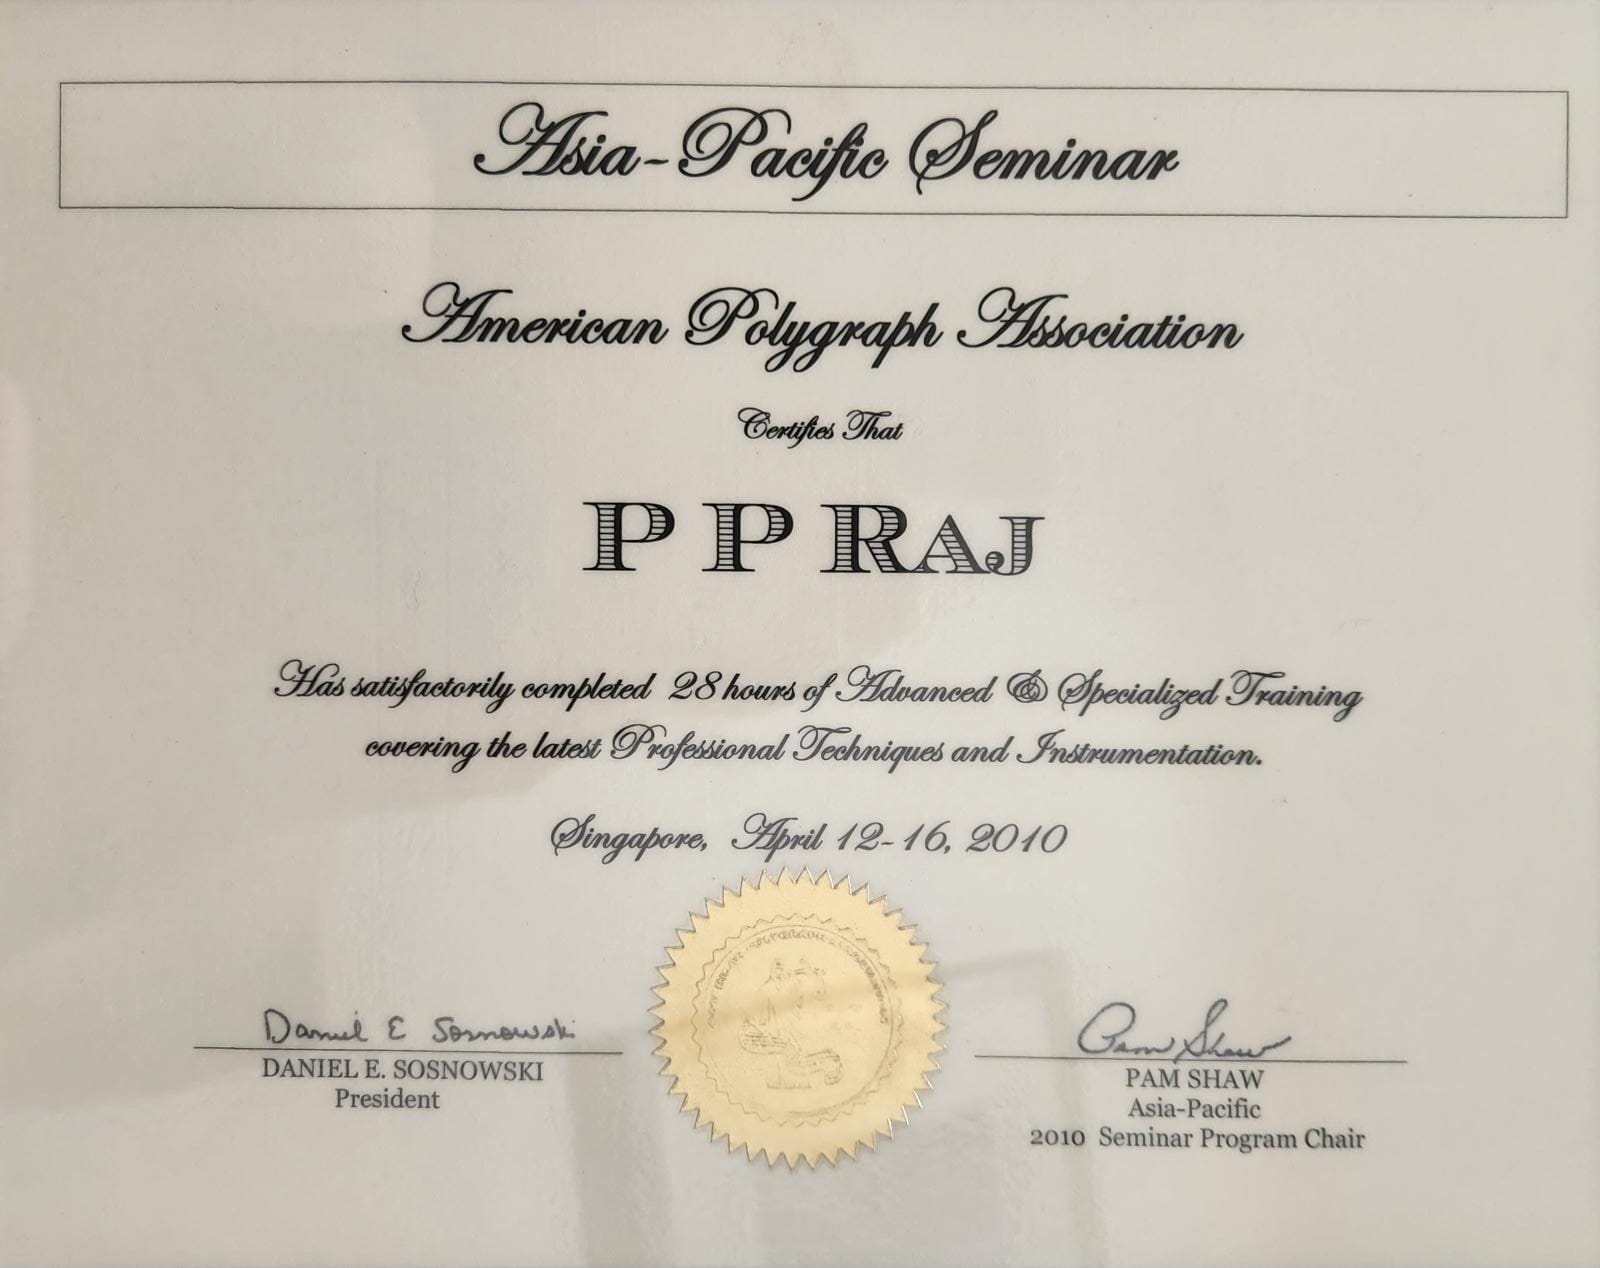 Asia-Pacific Seminar
American Polygraph Association
Certifies That
P P RAJ
Has satisfactorily completed 28 hours of Advanced & Specialized Training
covering the latest Professional Techniques and Instrumentation.
Singapore, April 12-16, 2010
Daniel E Sosnowski
DANIEL E. SOSNOWSKI
President
Pam Shaw
PAM SHAW
Asia-Pacific
2010 Seminar Program Chair